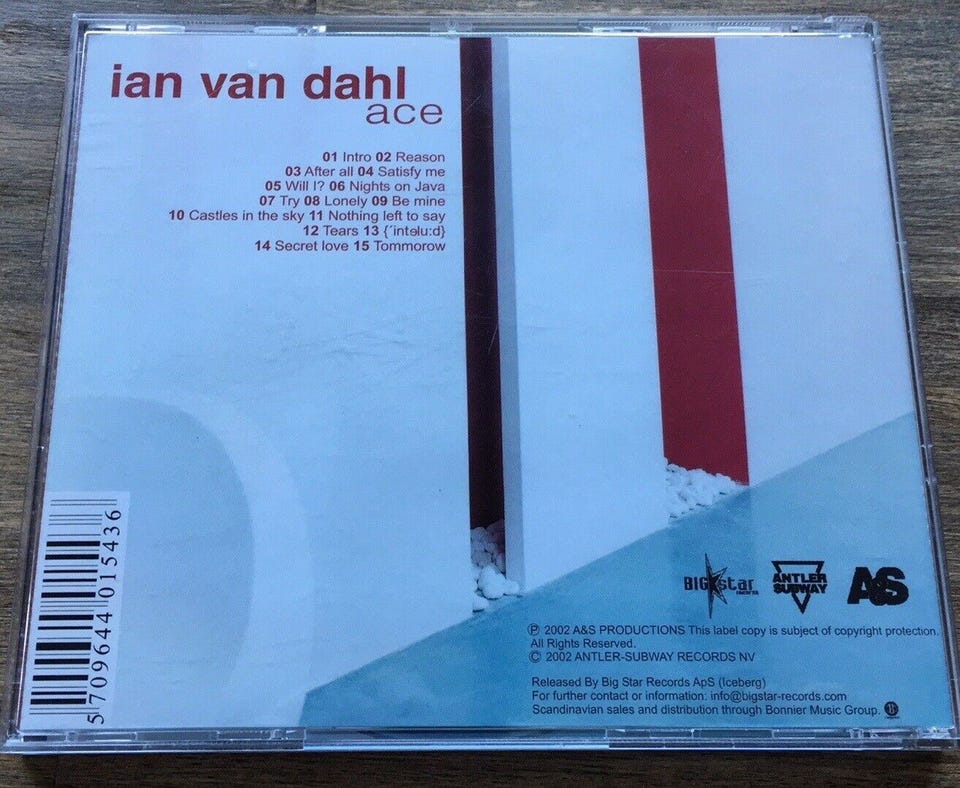 ian van dahl
ace
01 Intro 02 Reason
03 After all 04 Satisfy me
05 Will I? 06 Nights on Java
07 Try 08 Lonely 09 Be mine
10 Castles in the sky 11 Nothing left to say
12 Tears 13 {´intəlu:d}
14 Secret love 15 Tommorow
5 709644 015436
BIG star
records
ANTLER
SUBWAY
A&S
℗ 2002 A&S PRODUCTIONS This label copy is subject of copyright protection.
All Rights Reserved.
© 2002 ANTLER-SUBWAY RECORDS NV
Released By Big Star Records ApS (Iceberg)
For further contact or information: info@bigstar-records.com
Scandinavian sales and distribution through Bonnier Music Group.